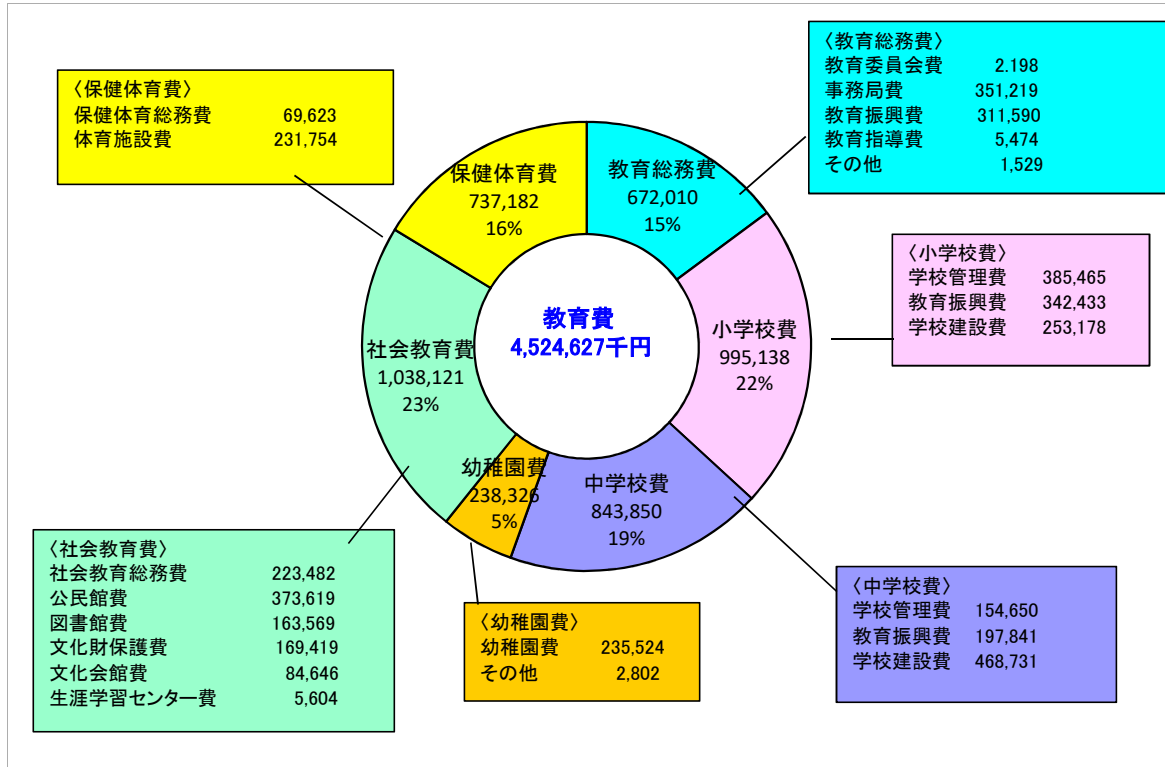 〈教育総務費〉
教育委員会費 2.198
事務局費 351,219
教育振興費 311,590
教育指導費 5,474
その他 1,529
〈保健体育費〉
保健体育総務費 69,623
体育施設費 231,754
保健体育費
737,182
16%
教育総務費
672,010
15%
〈小学校費〉
学校管理費 385,465
教育振興費 342,433
学校建設費 253,178
教育費
4,524,627千円
小学校費
995,138
22%
社会教育費
1,038,121
23%
幼稚園費
238,326
5%
中学校費
843,850
19%
〈社会教育費〉
社会教育総務費 223,482
公民館費 373,619
図書館費 163,569
文化財保護費 169,419
文化会館費 84,646
生涯学習センター費 5,604
〈幼稚園費〉
幼稚園費 235,524
その他 2,802
〈中学校費〉
学校管理費 154,650
教育振興費 197,841
学校建設費 468,731